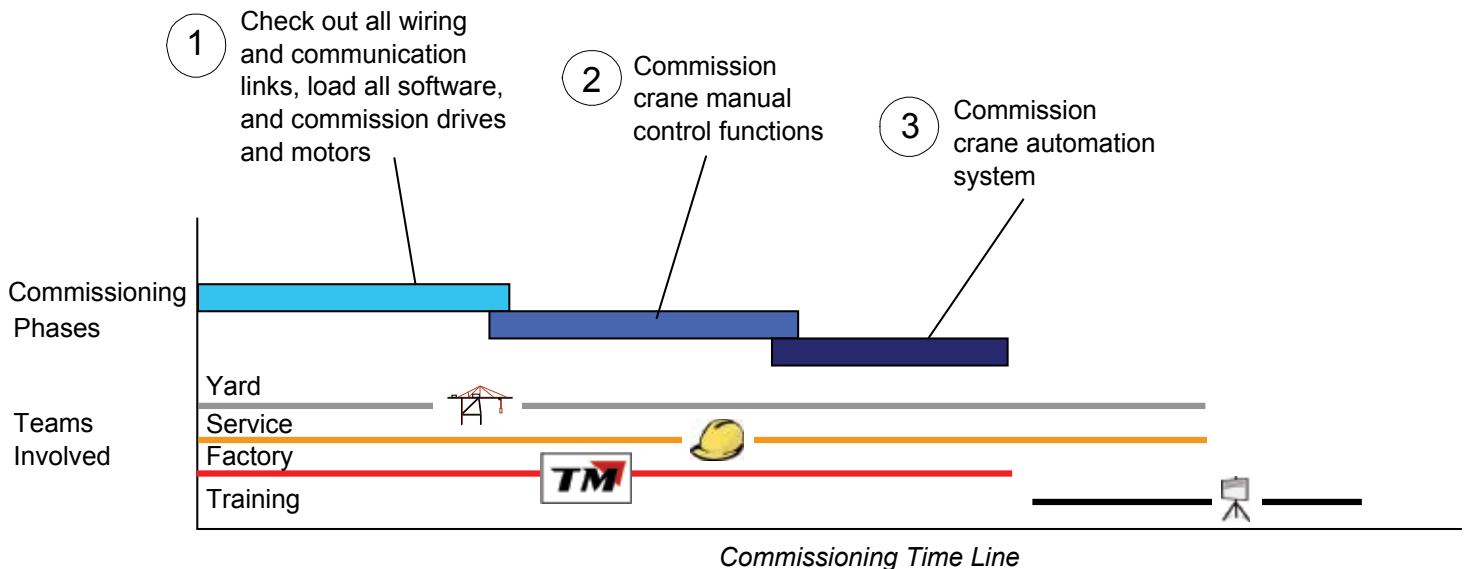 1
Check out all wiring
and communication
links, load all software,
and commission drives
and motors
2
Commission
crane manual
control functions
3
Commission
crane automation
system
Commissioning
Phases
Teams
Involved
Yard
Service
Factory
TM
Training
Commissioning Time Line